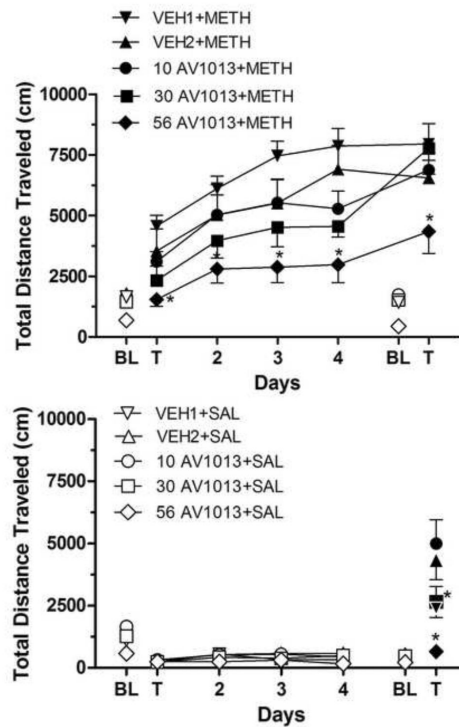 VEH1+METH
VEH2+METH
10 AV1013+METH
30 AV1013+METH
56 AV1013+METH
10000
7500
5000
2500
0
Total Distance Traveled (cm)
*
*
*
*
*
BL T 2 3 4 BL T
Days
VEH1+SAL
VEH2+SAL
10 AV1013+SAL
30 AV1013+SAL
56 AV1013+SAL
10000
7500
5000
2500
0
Total Distance Traveled (cm)
*
*
BL T 2 3 4 BL T
Days